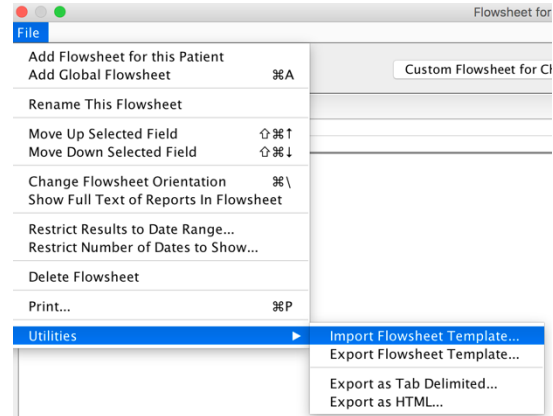 Flowsheet for
File
Add Flowsheet for this Patient
Add Global Flowsheet ⌘A
Custom Flowsheet for Ch
Rename This Flowsheet
Move Up Selected Field ⇧⌘↑
Move Down Selected Field ⇧⌘↓
Change Flowsheet Orientation ⌘\
Show Full Text of Reports In Flowsheet
Restrict Results to Date Range...
Restrict Number of Dates to Show...
Delete Flowsheet
Print... ⌘P
Utilities ▶
Import Flowsheet Template...
Export Flowsheet Template...
Export as Tab Delimited...
Export as HTML...